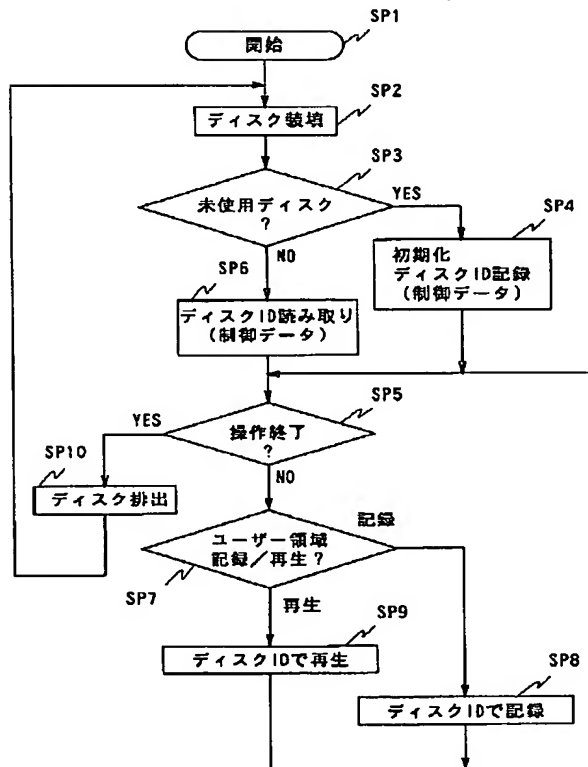 SP1
開始
SP2
ディスク装填
SP3
未使用ディスク
?
YES
SP4
NO
SP6
初期化
ディスクID記録
(制御データ)
ディスクID読み取り
(制御データ)
SP5
YES
操作終了
?
SP10
NO
ディスク排出
記録
ユーザー領域
記録/再生?
SP7
再生
SP9
ディスクIDで再生
SP8
ディスクIDで記録